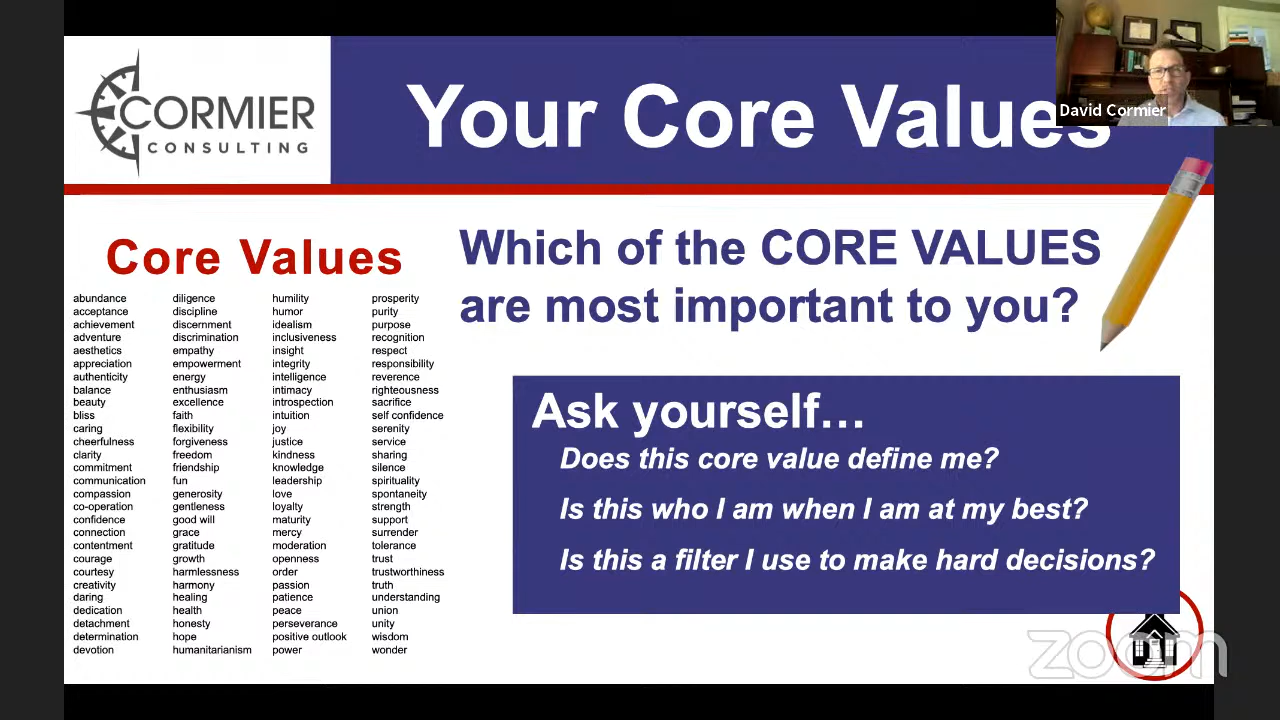 CORMIER
CONSULTING
Your Core Values
David Cormier
Core Values
Which of the CORE VALUES
are most important to you?
abundance
acceptance
achievement
adventure
aesthetics
appreciation
authenticity
balance
beauty
bliss
caring
cheerfulness
clarity
commitment
communication
compassion
co-operation
confidence
connection
contentment
courage
courtesy
creativity
daring
dedication
detachment
determination
devotion
diligence
discipline
discernment
discrimination
empathy
empowerment
energy
enthusiasm
excellence
faith
flexibility
forgiveness
freedom
friendship
fun
generosity
gentleness
good will
grace
gratitude
growth
harmlessness
harmony
healing
health
honesty
hope
humanitarianism
humility
humor
idealism
inclusiveness
insight
integrity
intelligence
intimacy
introspection
intuition
joy
justice
kindness
knowledge
leadership
love
loyalty
maturity
mercy
moderation
openness
order
passion
patience
peace
perseverance
positive outlook
power
prosperity
purity
purpose
recognition
respect
responsibility
reverence
righteousness
sacrifice
self confidence
serenity
service
sharing
silence
spirituality
spontaneity
strength
support
surrender
tolerance
trust
trustworthiness
truth
understanding
union
unity
wisdom
wonder
Ask yourself…
Does this core value define me?
Is this who I am when I am at my best?
Is this a filter I use to make hard decisions?
zoom